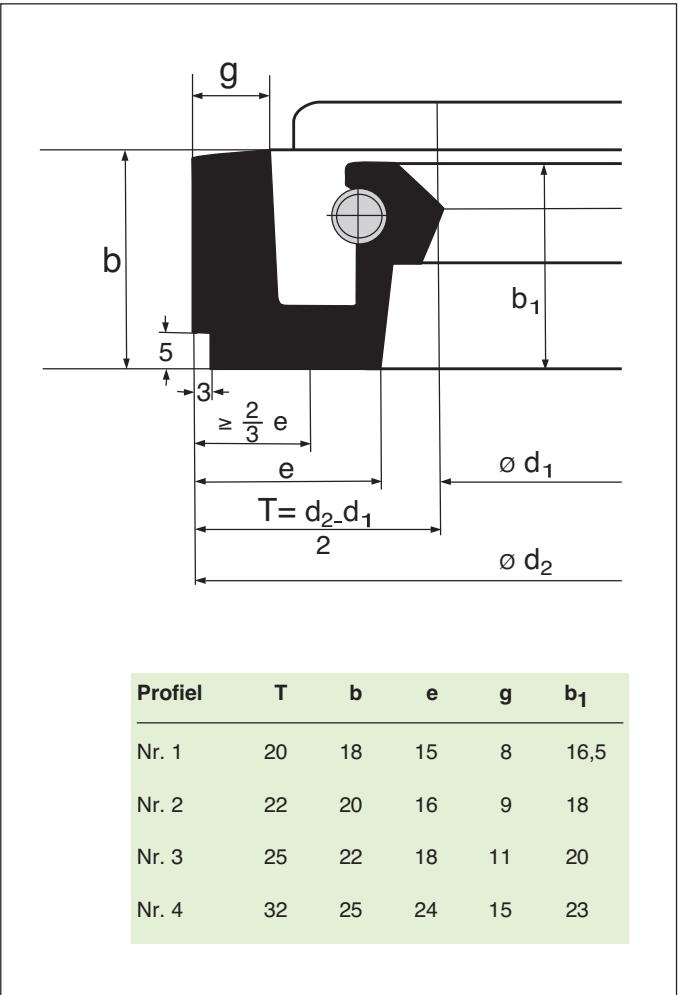 g
b
b1
5
3
≥ 2/3 e
e
ø d1
T= d2-d1
2
ø d2
Profiel T b e g b1
Nr. 1 20 18 15 8 16,5
Nr. 2 22 20 16 9 18
Nr. 3 25 22 18 11 20
Nr. 4 32 25 24 15 23